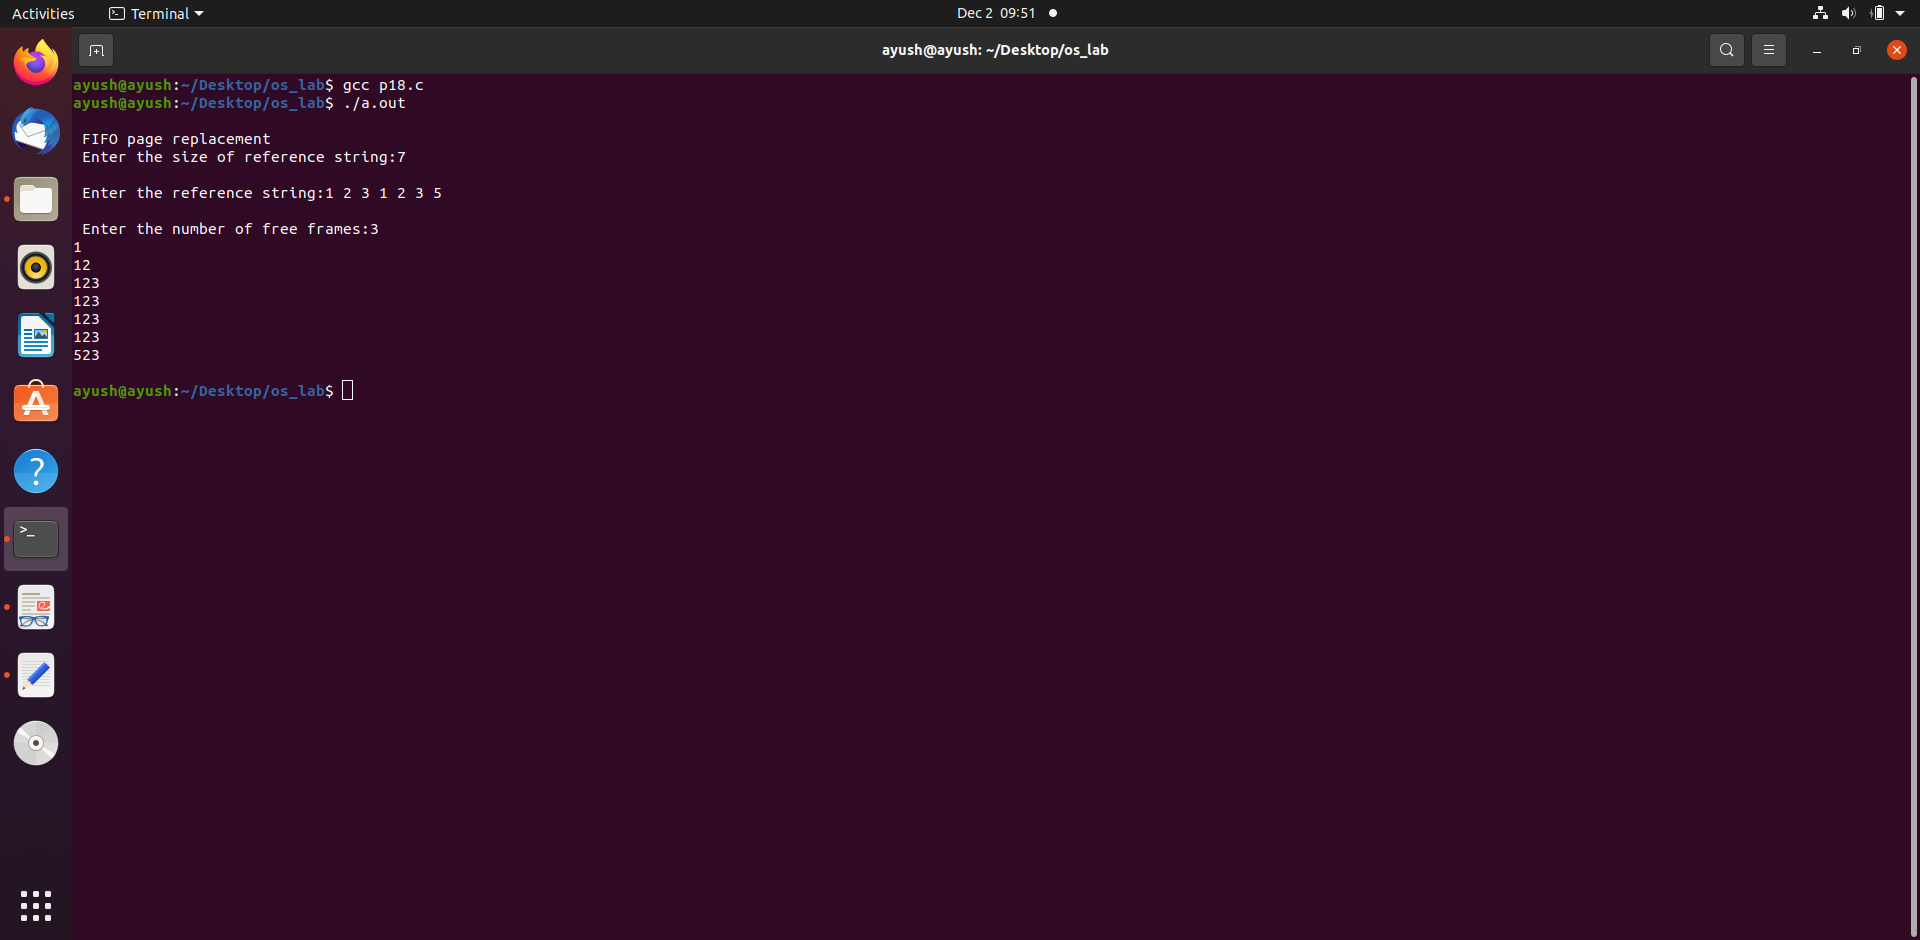 Activities
Terminal
Dec 2 09:51
ayush@ayush: ~/Desktop/os_lab
ayush@ayush:~/Desktop/os_lab$ gcc p18.c
ayush@ayush:~/Desktop/os_lab$ ./a.out
FIFO page replacement
Enter the size of reference string:7
Enter the reference string:1 2 3 1 2 3 5
Enter the number of free frames:3
1
12
123
123
123
123
523
ayush@ayush:~/Desktop/os_lab$